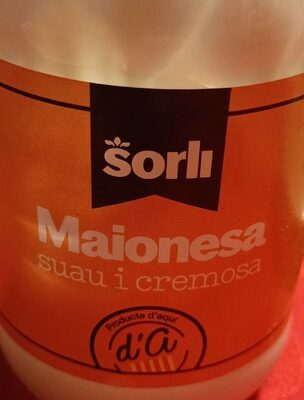 sorli
Maionesa
suau i cremosa
Producte d'aquí
d'A